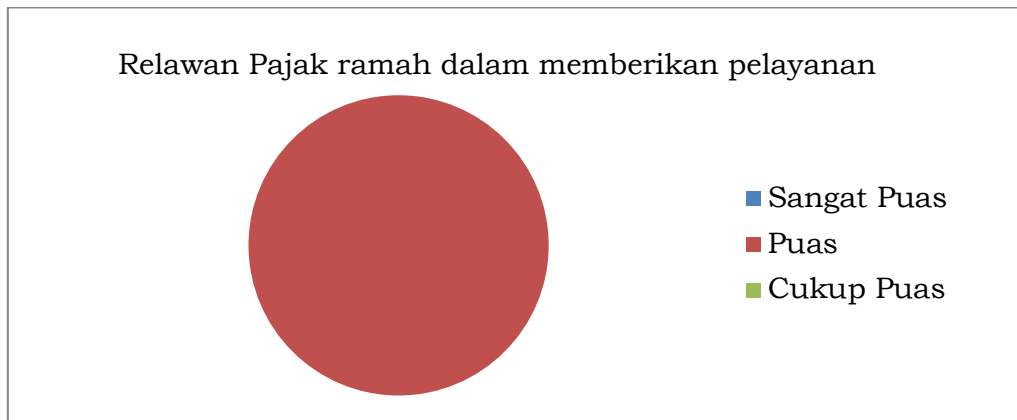 Relawan Pajak ramah dalam memberikan pelayanan
Sangat Puas
Puas
Cukup Puas